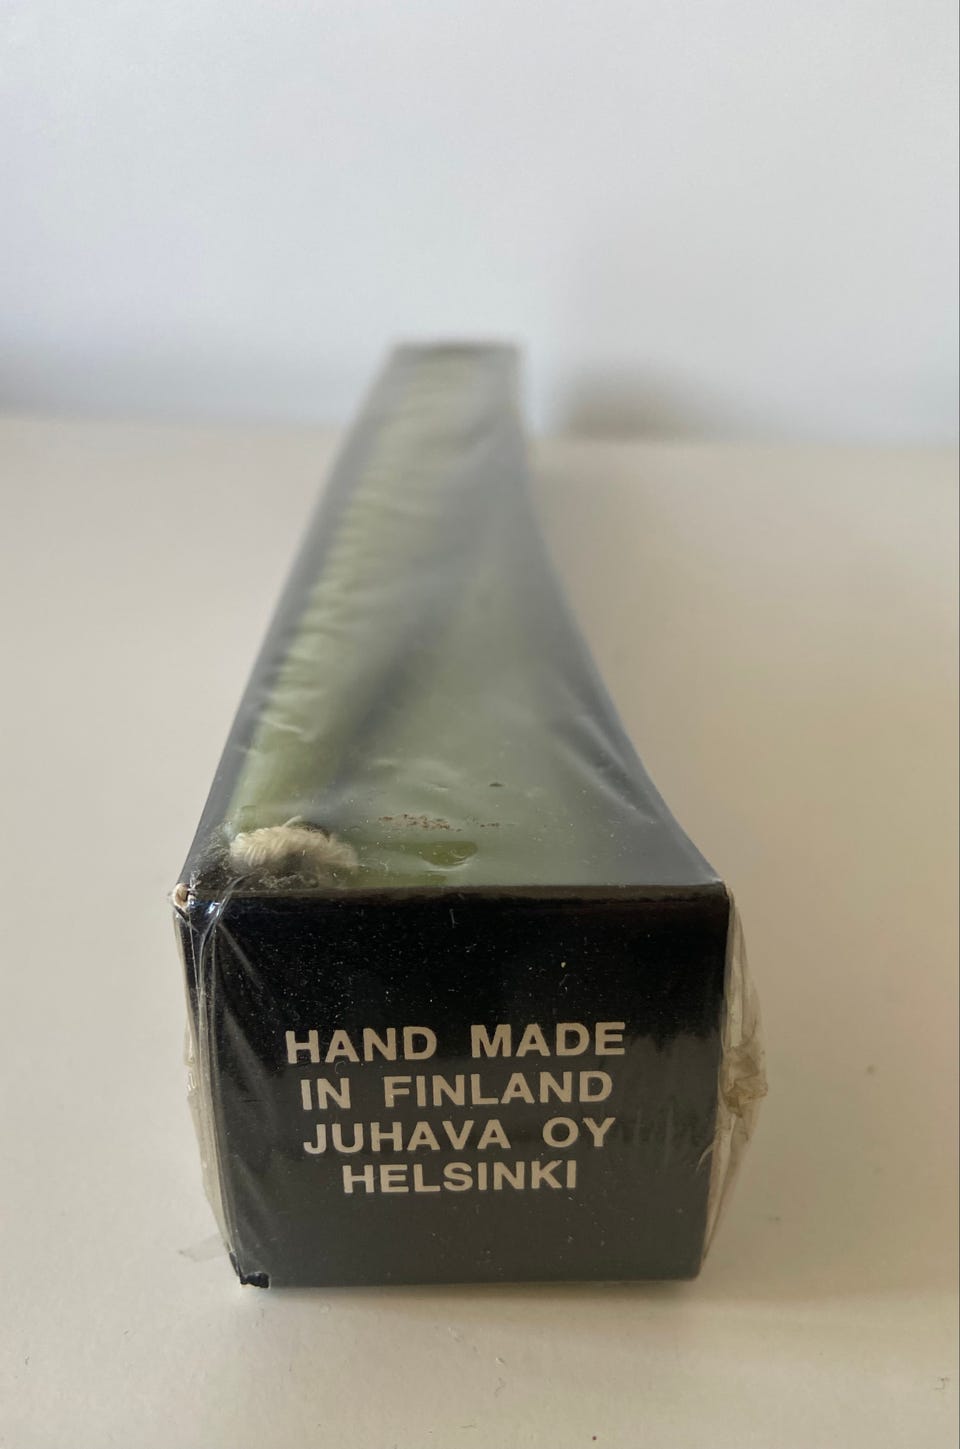 HAND MADE
IN FINLAND
JUHAVA OY
HELSINKI